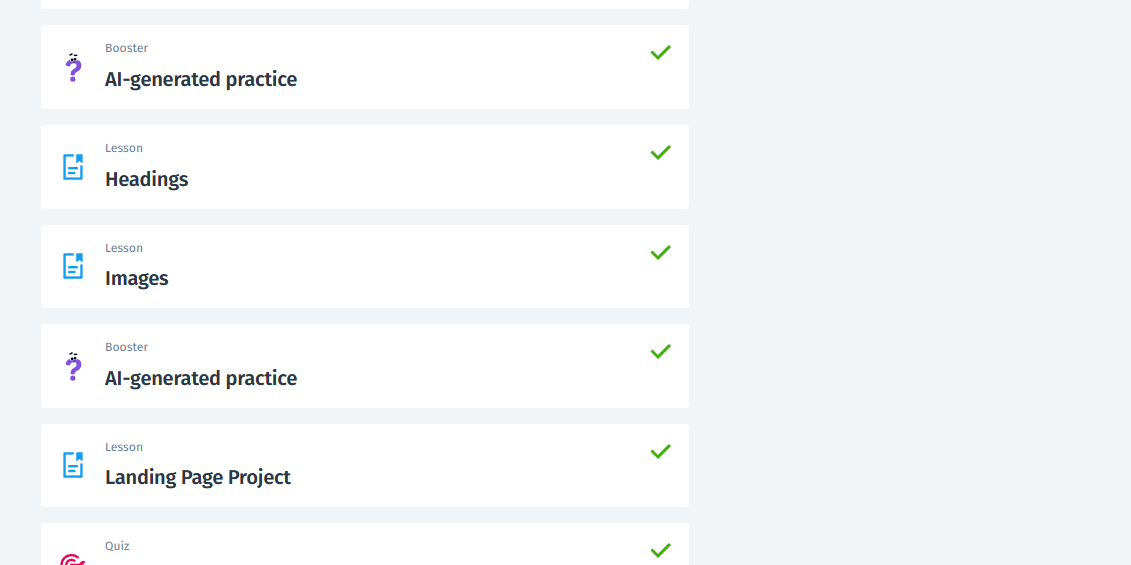 Booster
AI-generated practice
Lesson
Headings
Lesson
Images
Booster
AI-generated practice
Lesson
Landing Page Project
Quiz